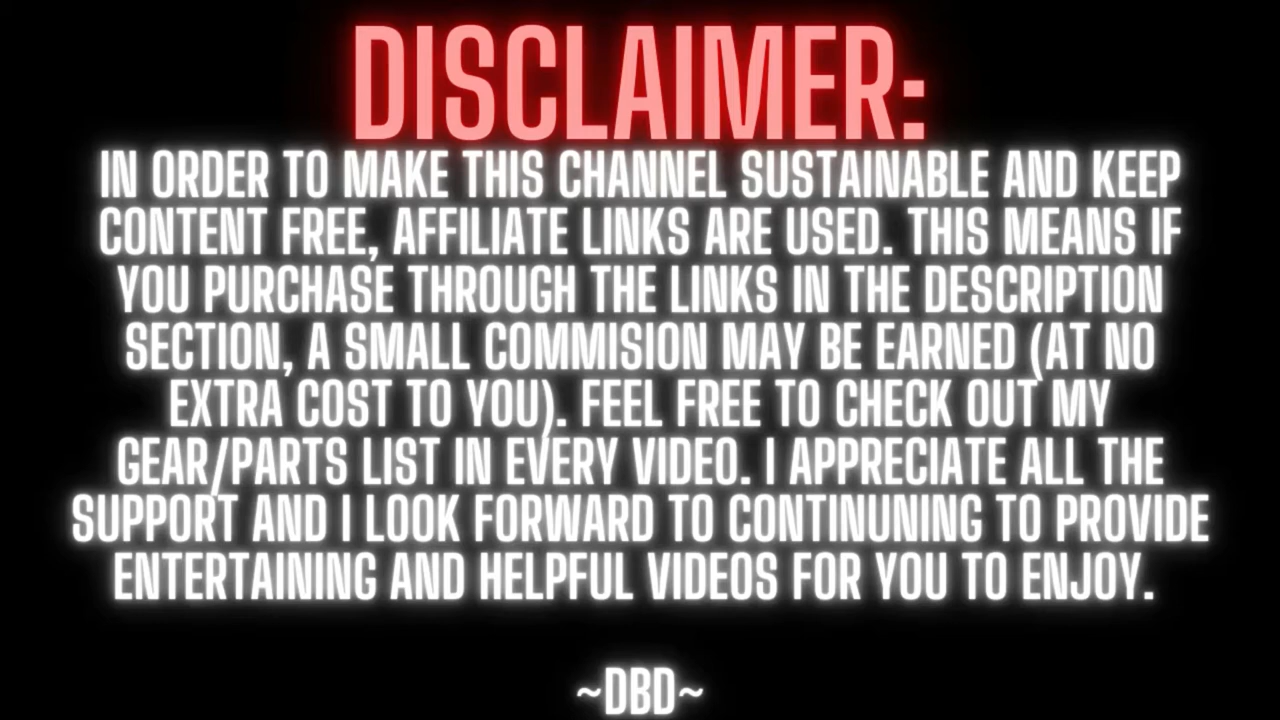 DISCLAIMER:
IN ORDER TO MAKE THIS CHANNEL SUSTAINABLE AND KEEP
CONTENT FREE, AFFILIATE LINKS ARE USED. THIS MEANS IF
YOU PURCHASE THROUGH THE LINKS IN THE DESCRIPTION
SECTION, A SMALL COMMISION MAY BE EARNED (AT NO
EXTRA COST TO YOU). FEEL FREE TO CHECK OUT MY
GEAR/PARTS LIST IN EVERY VIDEO. I APPRECIATE ALL THE
SUPPORT AND I LOOK FORWARD TO CONTINUNING TO PROVIDE
ENTERTAINING AND HELPFUL VIDEOS FOR YOU TO ENJOY.
~DBD~